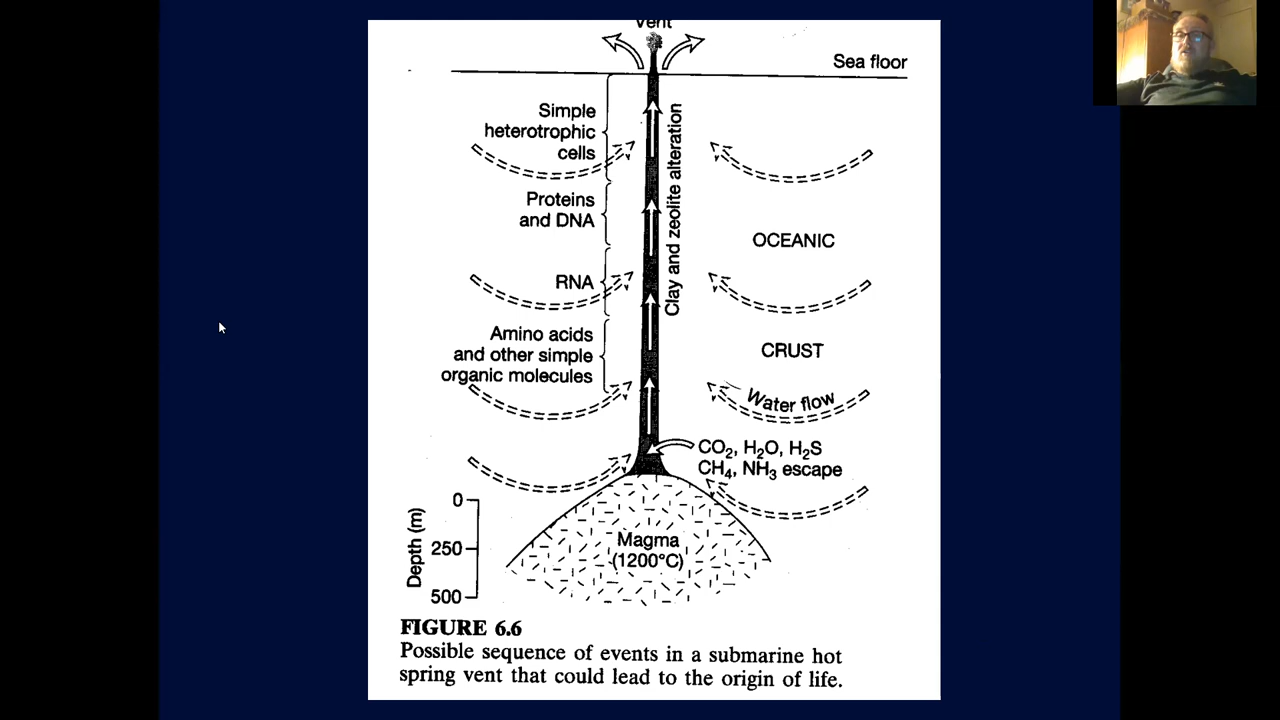 Vent
Sea floor
Simple
heterotrophic
cells
Proteins
and DNA
RNA
Amino acids
and other simple
organic molecules
Clay and zeolite alteration
OCEANIC
CRUST
Water flow
CO₂, H₂O, H₂S
CH₄, NH₃ escape
Depth (m)
0
250
500
Magma
(1200°C)
FIGURE 6.6
Possible sequence of events in a submarine hot
spring vent that could lead to the origin of life.